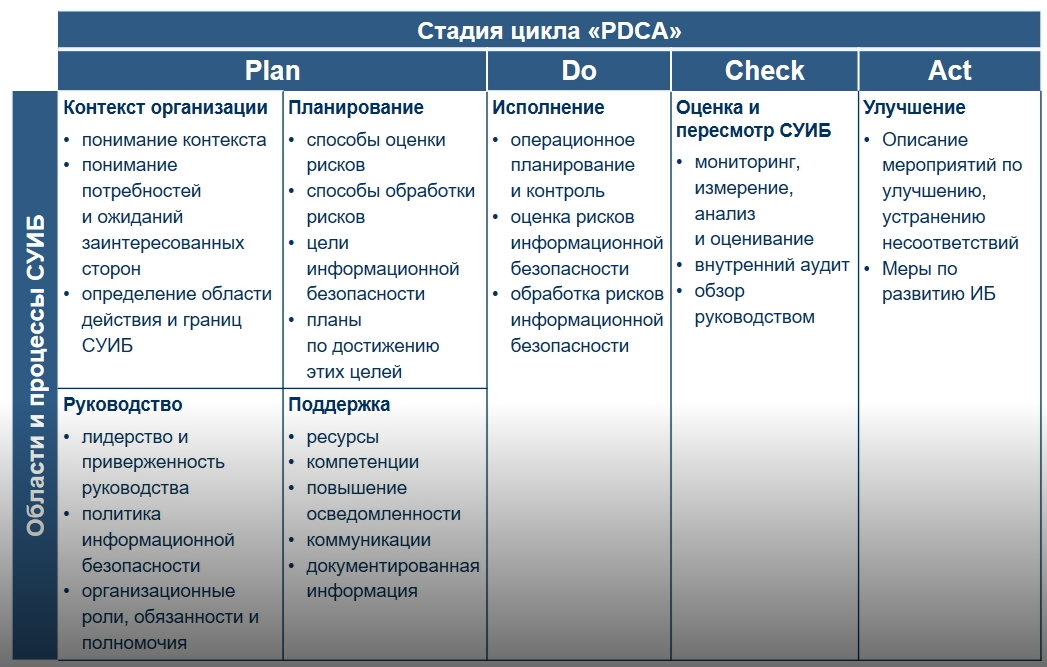 Стадия цикла «PDCA»
Plan
Do
Check
Act
Области и процессы СУИБ
Контекст организации
• понимание контекста
• понимание
потребностей
и ожиданий
заинтересованных
сторон
• определение области
действия и границ
СУИБ
Планирование
• способы оценки
рисков
• способы обработки
рисков
• цели
информационной
безопасности
• планы
по достижению
этих целей
Руководство
• лидерство и
приверженность
руководства
• политика
информационной
безопасности
• организационные
роли, обязанности и
полномочия
Поддержка
• ресурсы
• компетенции
• повышение
осведомленности
• коммуникации
• документированная
информация
Исполнение
• операционное
планирование
и контроль
• оценка рисков
информационной
безопасности
• обработка рисков
информационной
безопасности
Оценка и
пересмотр СУИБ
• мониторинг,
измерение,
анализ
и оценивание
• внутренний аудит
• обзор
руководством
Улучшение
• Описание
мероприятий по
улучшению,
устранению
несоответствий
• Меры по
развитию ИБ